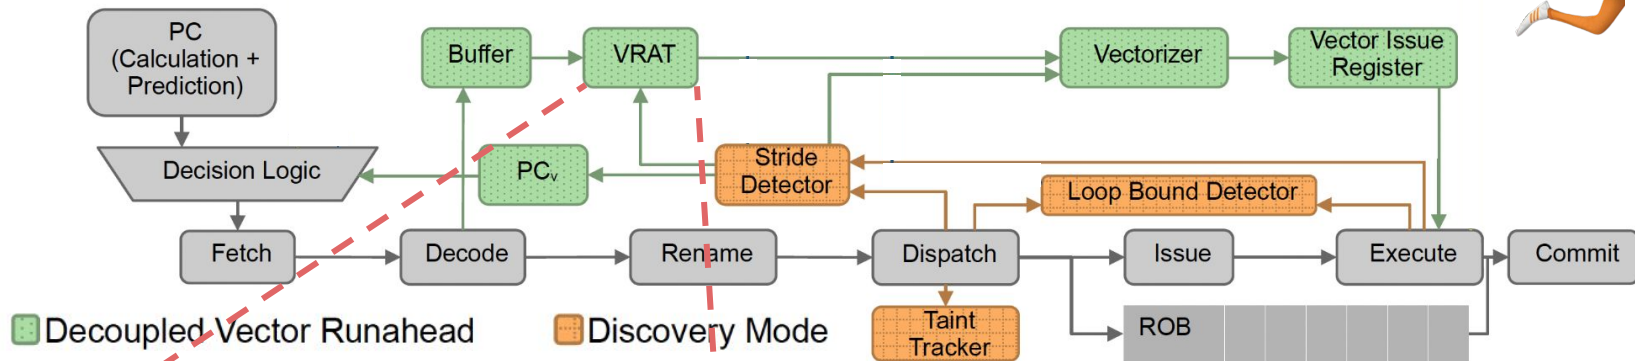 PC
(Calculation +
Prediction)
Buffer
VRAT
Vectorizer
Vector Issue
Register
Decision Logic
PCᵥ
Stride
Detector
Loop Bound Detector
Fetch
Decode
Rename
Dispatch
Issue
Execute
Commit
Decoupled Vector Runahead
Discovery Mode
Taint
Tracker
ROB